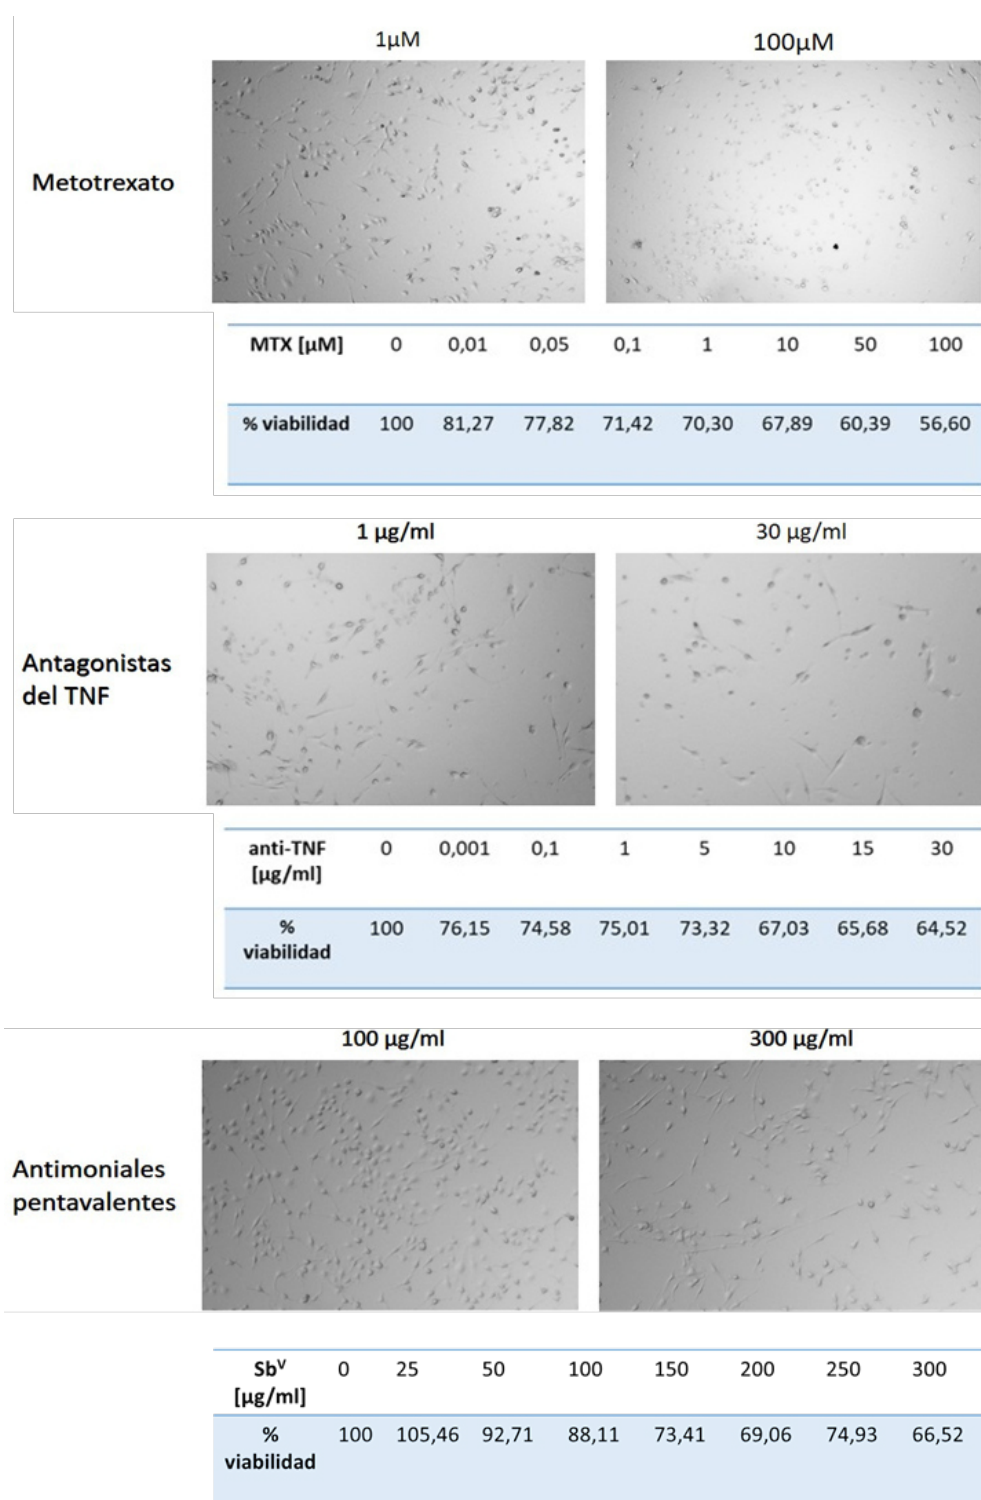 1µM 100µM
Metotrexato
MTX [µM] 0 0,01 0,05 0,1 1 10 50 100
% viabilidad 100 81,27 77,82 71,42 70,30 67,89 60,39 56,60
1 µg/ml 30 µg/ml
Antagonistas
del TNF
anti-TNF 0 0,001 0,1 1 5 10 15 30
[µg/ml]
% 100 76,15 74,58 75,01 73,32 67,03 65,68 64,52
viabilidad
100 µg/ml 300 µg/ml
Antimoniales
pentavalentes
Sbⱽ 0 25 50 100 150 200 250 300
[µg/ml]
% 100 105,46 92,71 88,11 73,41 69,06 74,93 66,52
viabilidad